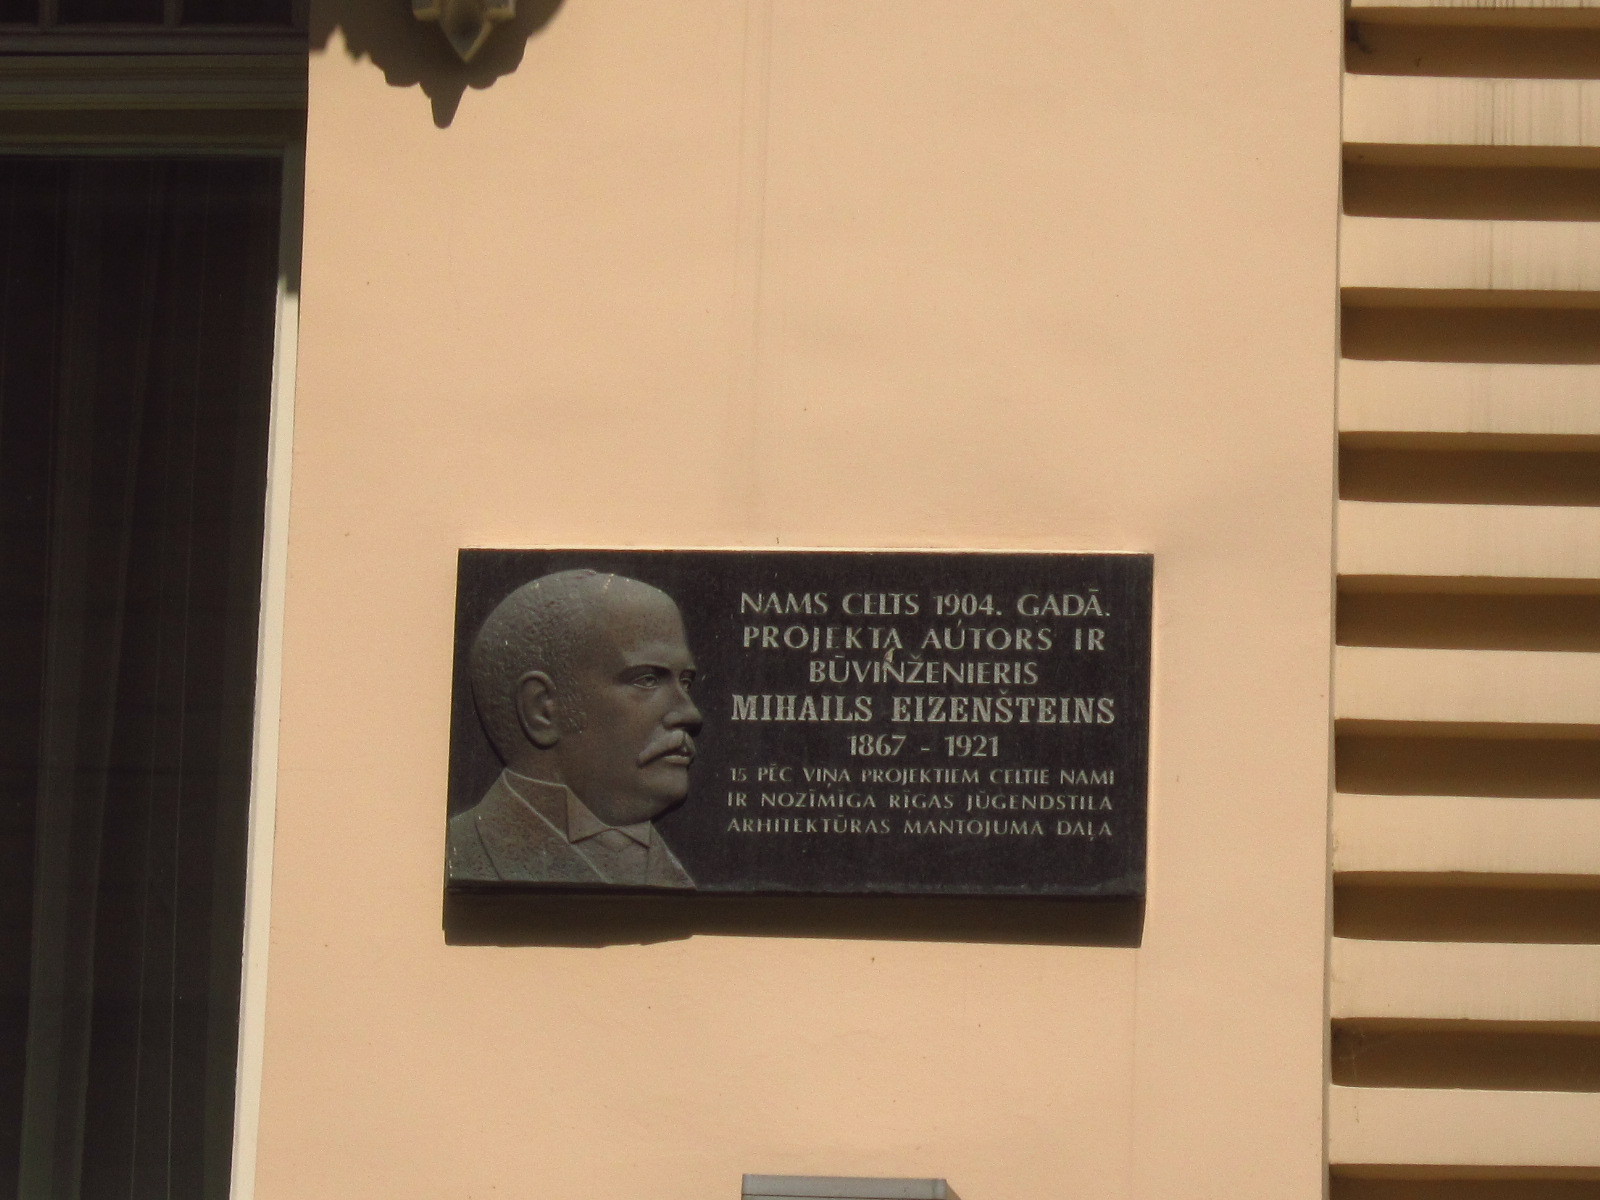 NAMS CELTS 1904. GADĀ.
PROJEKTA AUTORS IR
BŪVINŽENIERIS
MIHAILS EIZENŠTEINS
1867 - 1921
15 PĒC VIŅA PROJEKTIEM CELTIE NAMI
IR NOZĪMĪGA RĪGAS JŪGENDSTILA
ARHITEKTŪRAS MANTOJUMA DAĻA